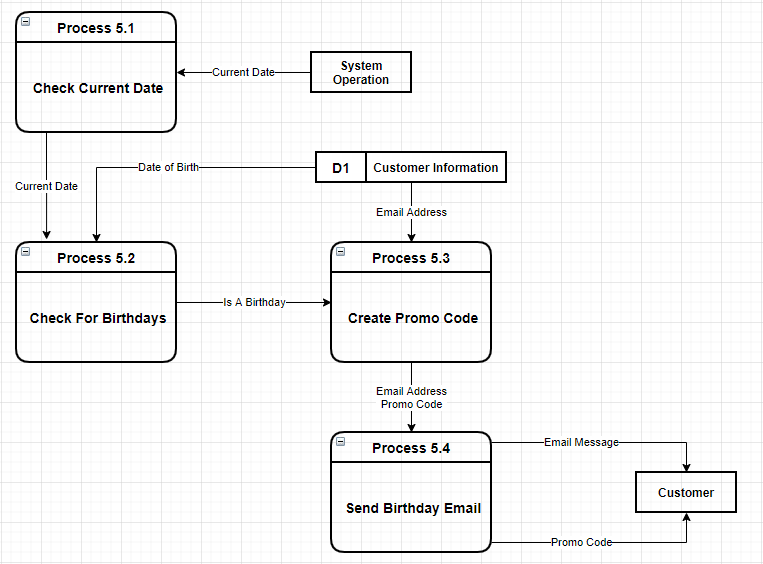 Process 5.1
Check Current Date
Current Date
System
Operation
Date of Birth
D1
Customer Information
Current Date
Email Address
Process 5.2
Check For Birthdays
Is A Birthday
Process 5.3
Create Promo Code
Email Address
Promo Code
Process 5.4
Send Birthday Email
Email Message
Customer
Promo Code